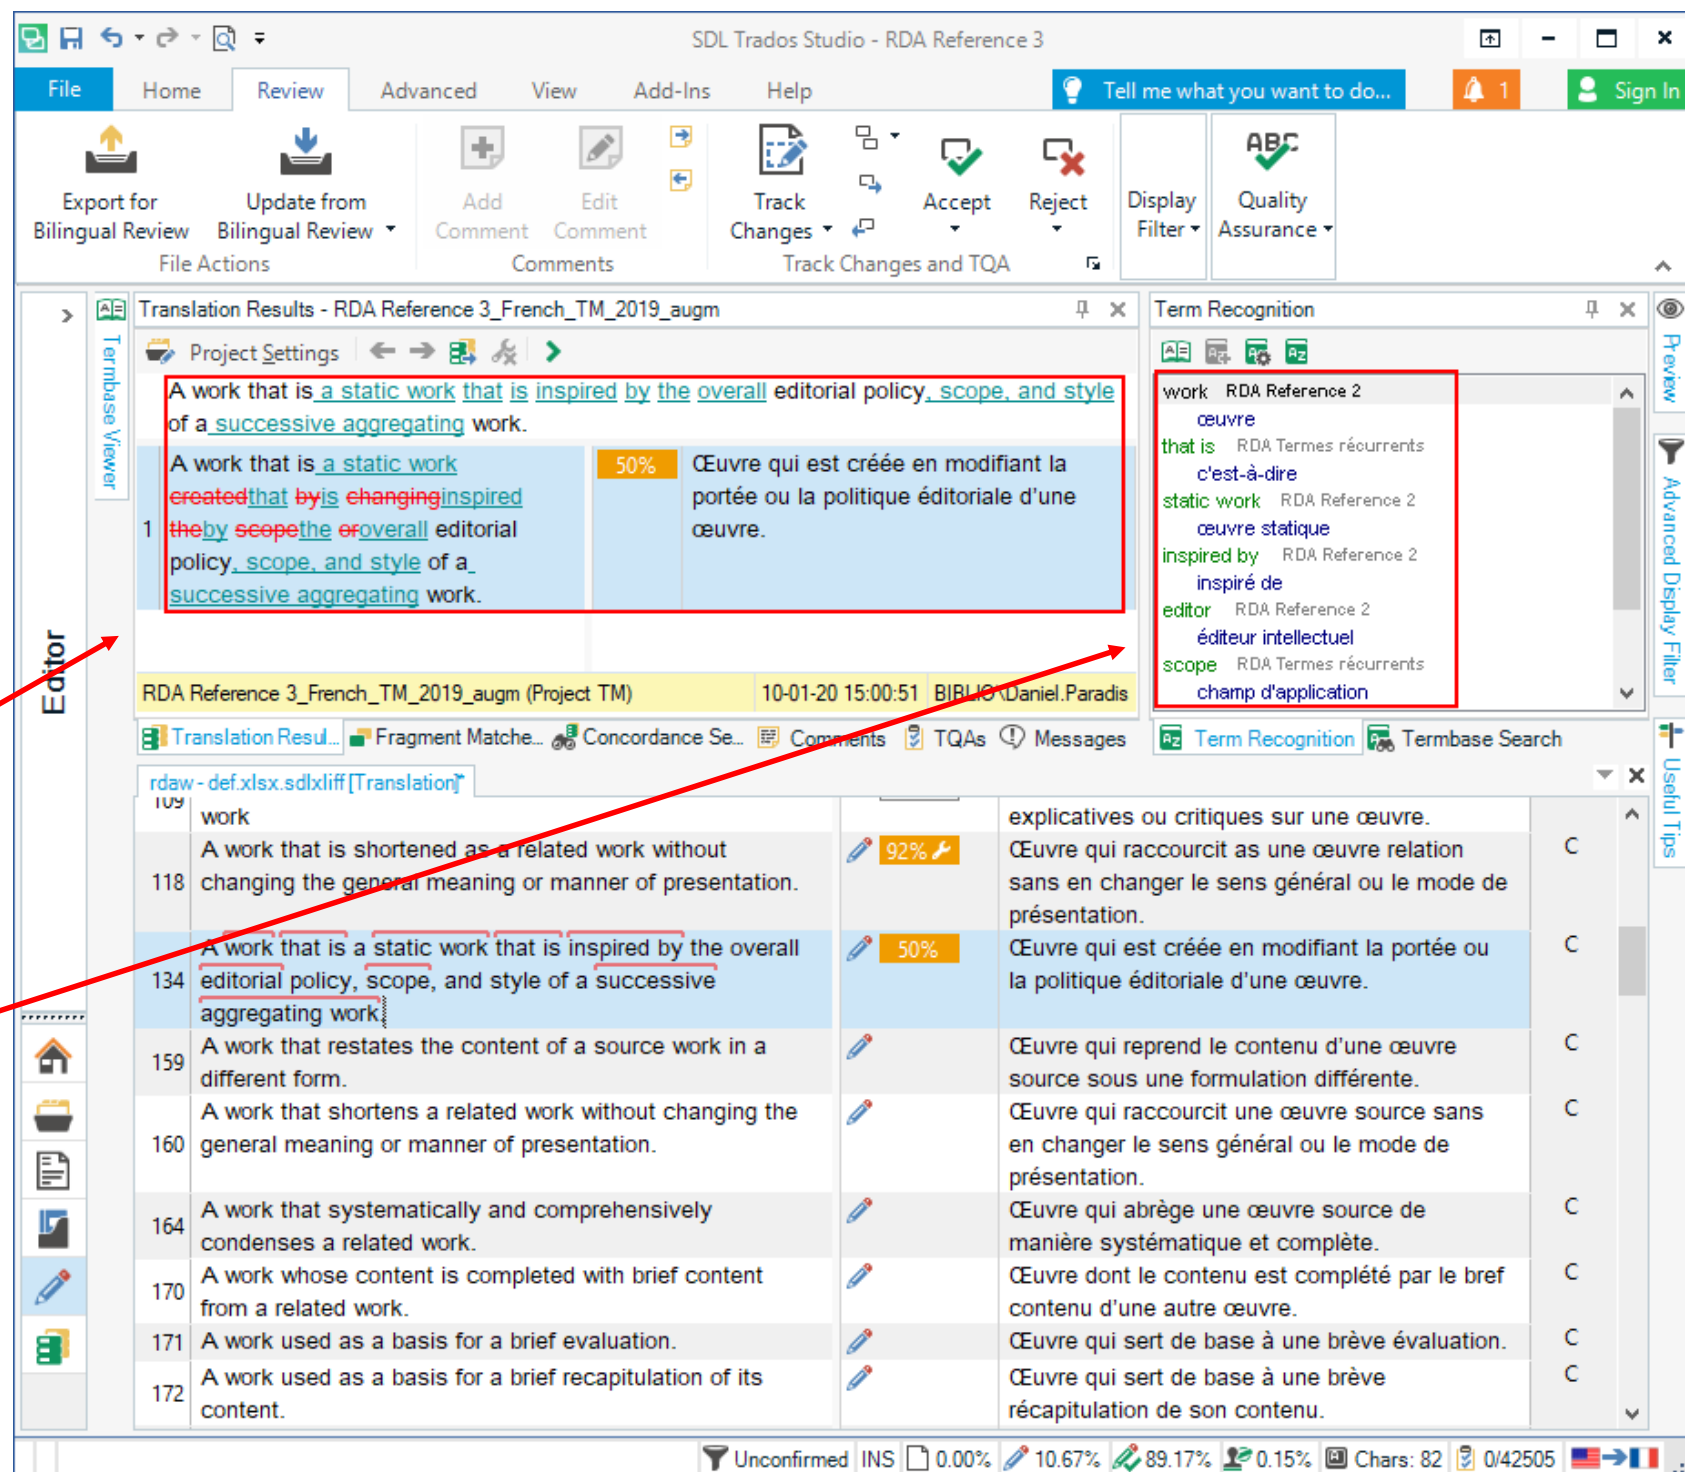 SDL Trados Studio - RDA Reference 3
File Home Review Advanced View Add-Ins Help Tell me what you want to do... 1 Sign In
Export for Bilingual Review
Update from Bilingual Review
Add Comment
Edit Comment
Track Changes
Accept
Reject
Display Filter
ABC
Quality Assurance
File Actions
Comments
Track Changes and TQA
Editor
Termbase Viewer
Translation Results - RDA Reference 3_French_TM_2019_augm
Project Settings
A work that is a static work that is inspired by the overall editorial policy, scope, and style
of a successive aggregating work.
1
A work that is a static work
createdthat byis changinginspired
theby scopethe oroverall editorial
policy, scope, and style of a
successive aggregating work.
50%
Œuvre qui est créée en modifiant la
portée ou la politique éditoriale d'une
œuvre.
RDA Reference 3_French_TM_2019_augm (Project TM) 10-01-20 15:00:51 BIBLIO\Daniel.Paradis
Translation Resul... Fragment Matche... Concordance Se... Comments TQAs Messages
Term Recognition
work RDA Reference 2
œuvre
that is RDA Termes récurrents
c'est-à-dire
static work RDA Reference 2
œuvre statique
inspired by RDA Reference 2
inspiré de
editor RDA Reference 2
éditeur intellectuel
scope RDA Termes récurrents
champ d'application
Term Recognition Termbase Search
Preview
Advanced Display Filter
Useful Tips
rdaw - def.xlsx.sdlxliff [Translation]*
109
work
explicatives ou critiques sur une œuvre.
118
A work that is shortened as a related work without
changing the general meaning or manner of presentation.
92%
Œuvre qui raccourcit as une œuvre relation
sans en changer le sens général ou le mode de
présentation.
C
134
A work that is a static work that is inspired by the overall
editorial policy, scope, and style of a successive
aggregating work.
50%
Œuvre qui est créée en modifiant la portée ou
la politique éditoriale d'une œuvre.
C
159
A work that restates the content of a source work in a
different form.
Œuvre qui reprend le contenu d'une œuvre
source sous une formulation différente.
C
160
A work that shortens a related work without changing the
general meaning or manner of presentation.
Œuvre qui raccourcit une œuvre source sans
en changer le sens général ou le mode de
présentation.
C
164
A work that systematically and comprehensively
condenses a related work.
Œuvre qui abrège une œuvre source de
manière systématique et complète.
C
170
A work whose content is completed with brief content
from a related work.
Œuvre dont le contenu est complété par le bref
contenu d'une autre œuvre.
C
171
A work used as a basis for a brief evaluation.
Œuvre qui sert de base à une brève évaluation.
C
172
A work used as a basis for a brief recapitulation of its
content.
Œuvre qui sert de base à une brève
récapitulation de son contenu.
C
Unconfirmed INS 0.00% 10.67% 89.17% 0.15% Chars: 82 0/42505